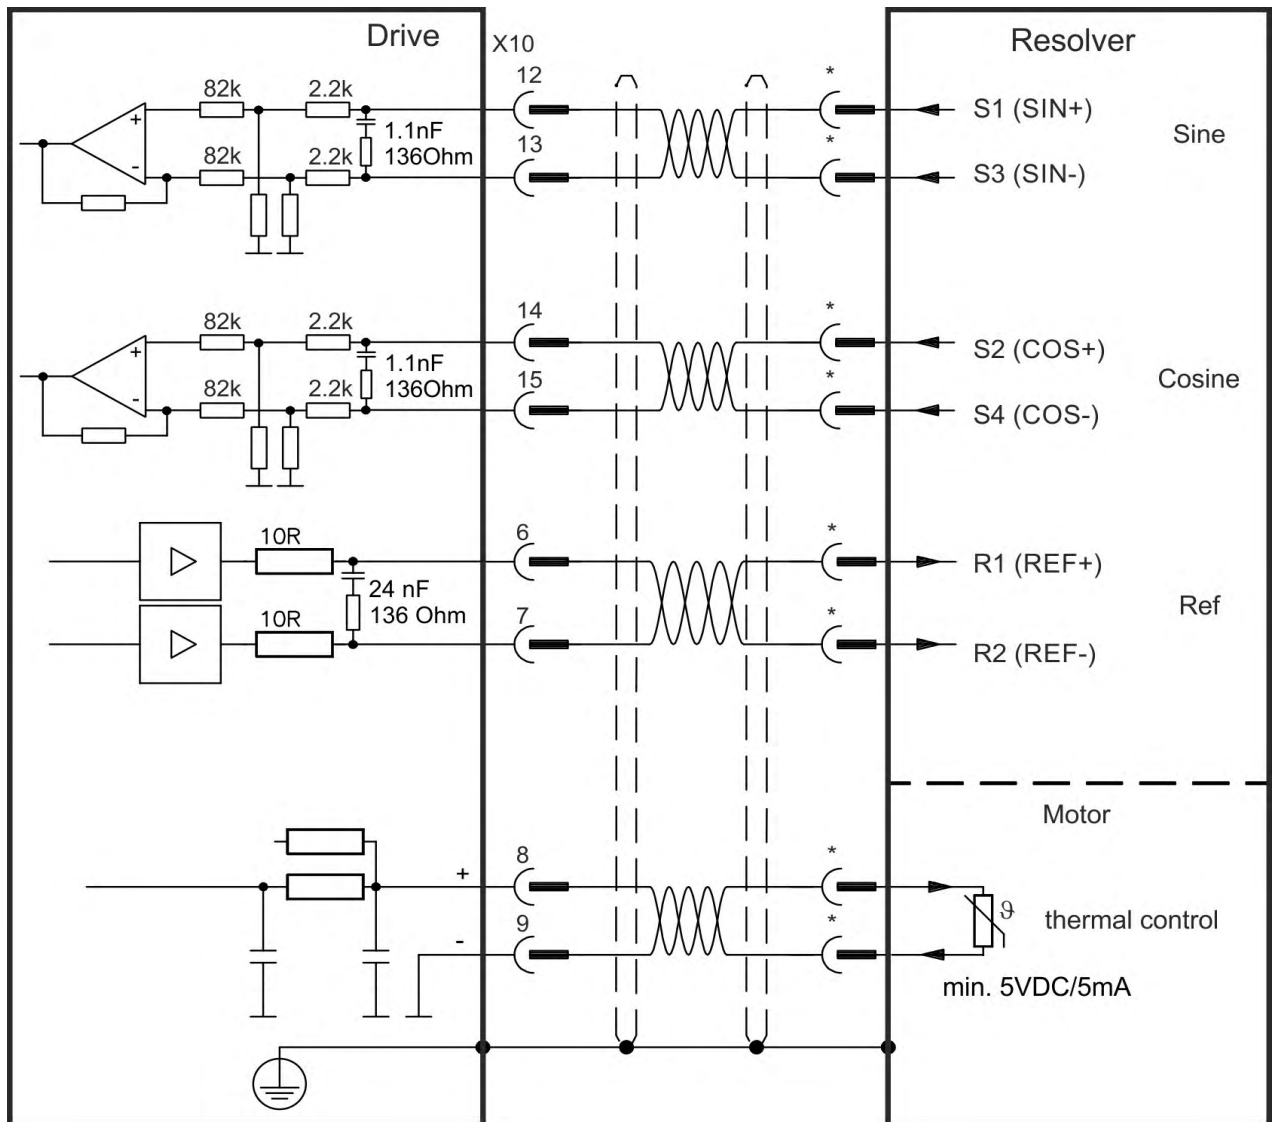 Drive
X10
Resolver
82k
2.2k
12
*
S1 (SIN+)
+
1.1nF
136Ohm
Sine
-
82k
2.2k
13
*
S3 (SIN-)
82k
2.2k
14
*
S2 (COS+)
+
1.1nF
136Ohm
Cosine
-
82k
2.2k
15
*
S4 (COS-)
10R
6
*
R1 (REF+)
24 nF
136 Ohm
Ref
10R
7
*
R2 (REF-)
Motor
+
8
*
ϑ
thermal control
-
9
*
min. 5VDC/5mA